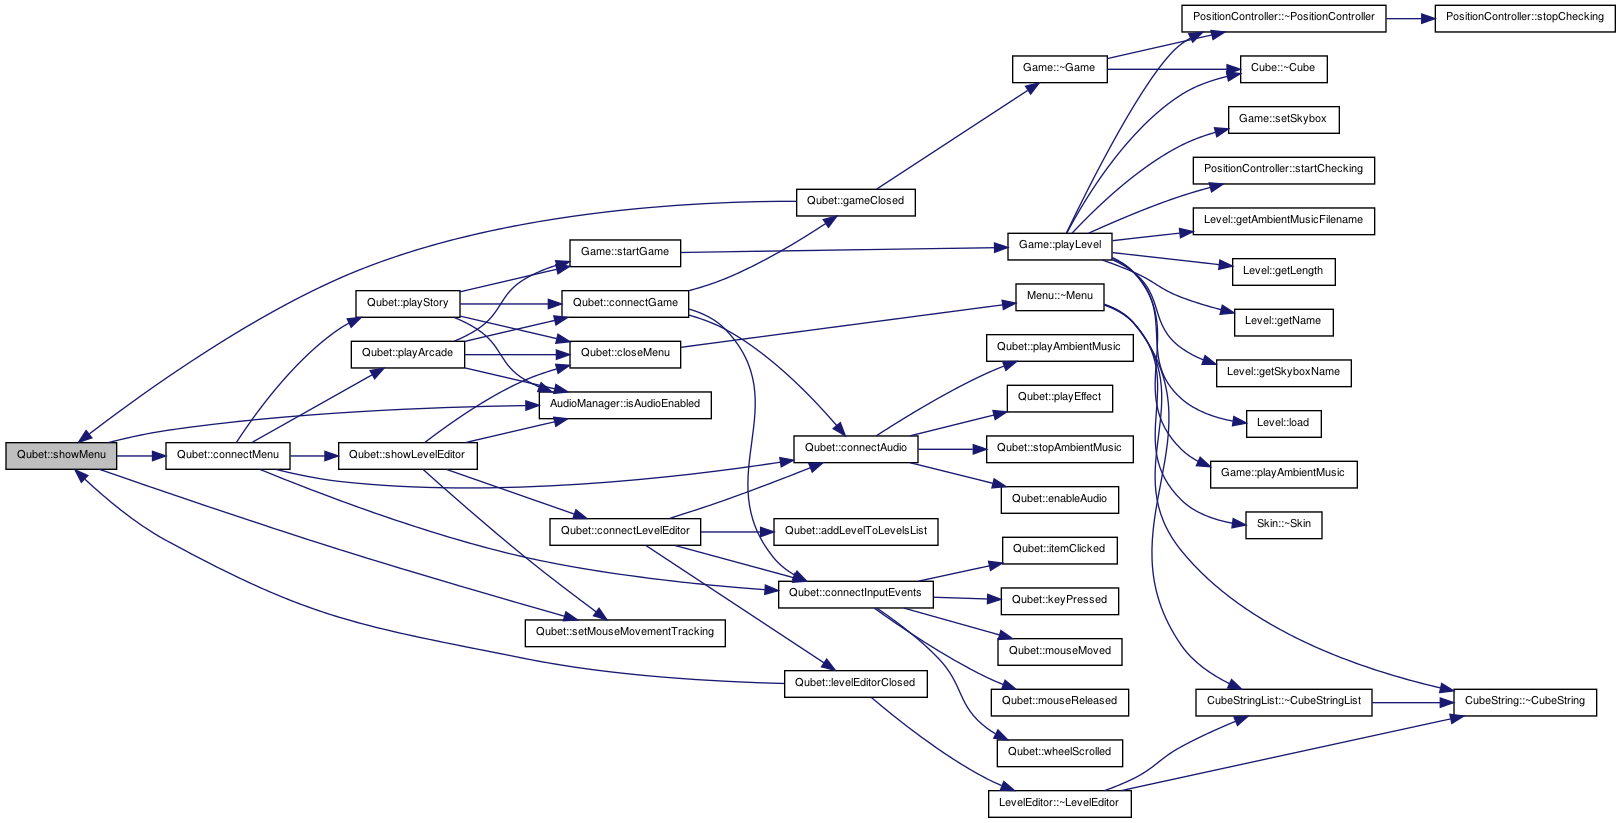 PositionController::~PositionController
PositionController::stopChecking
Game::~Game
Cube::~Cube
Game::setSkybox
PositionController::startChecking
Qubet::gameClosed
Level::getAmbientMusicFilename
Game::startGame
Game::playLevel
Level::getLength
Qubet::playStory
Qubet::connectGame
Menu::~Menu
Level::getName
Qubet::playArcade
Qubet::closeMenu
Qubet::playAmbientMusic
Level::getSkyboxName
AudioManager::isAudioEnabled
Qubet::playEffect
Level::load
Qubet::showMenu
Qubet::connectMenu
Qubet::showLevelEditor
Qubet::connectAudio
Qubet::stopAmbientMusic
Game::playAmbientMusic
Qubet::enableAudio
Qubet::connectLevelEditor
Qubet::addLevelToLevelsList
Skin::~Skin
Qubet::itemClicked
Qubet::connectInputEvents
Qubet::keyPressed
Qubet::setMouseMovementTracking
Qubet::mouseMoved
Qubet::levelEditorClosed
Qubet::mouseReleased
CubeStringList::~CubeStringList
CubeString::~CubeString
Qubet::wheelScrolled
LevelEditor::~LevelEditor